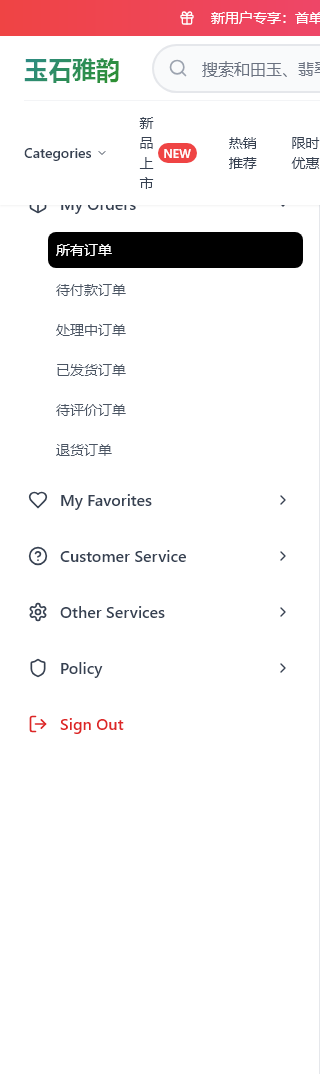 新用户专享：首单
玉石雅韵
搜索和田玉、翡翠
Categories
新品上市
NEW
热销推荐
限时优惠
My Orders
所有订单
待付款订单
处理中订单
已发货订单
待评价订单
退货订单
My Favorites
Customer Service
Other Services
Policy
Sign Out